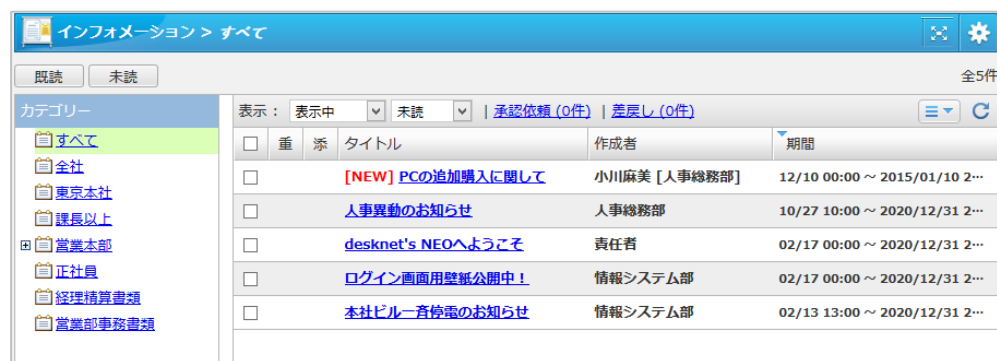 インフォメーション > すべて
既読 未読 全5件
カテゴリー
すべて
全社
東京本社
課長以上
営業本部
正社員
経理精算書類
営業部事務書類
表示： 表示中 未読 | 承認依頼 (0件) | 差戻し (0件)
重 添 タイトル 作成者 期間
[NEW] PCの追加購入に関して 小川麻美 [人事総務部] 12/10 00:00 ～ 2015/01/10 2…
人事異動のお知らせ 人事総務部 10/27 10:00 ～ 2020/12/31 2…
desknet's NEOへようこそ 責任者 02/17 00:00 ～ 2020/12/31 2…
ログイン画面用壁紙公開中！ 情報システム部 02/17 00:00 ～ 2020/12/31 2…
本社ビル一斉停電のお知らせ 情報システム部 02/13 13:00 ～ 2020/12/31 2…